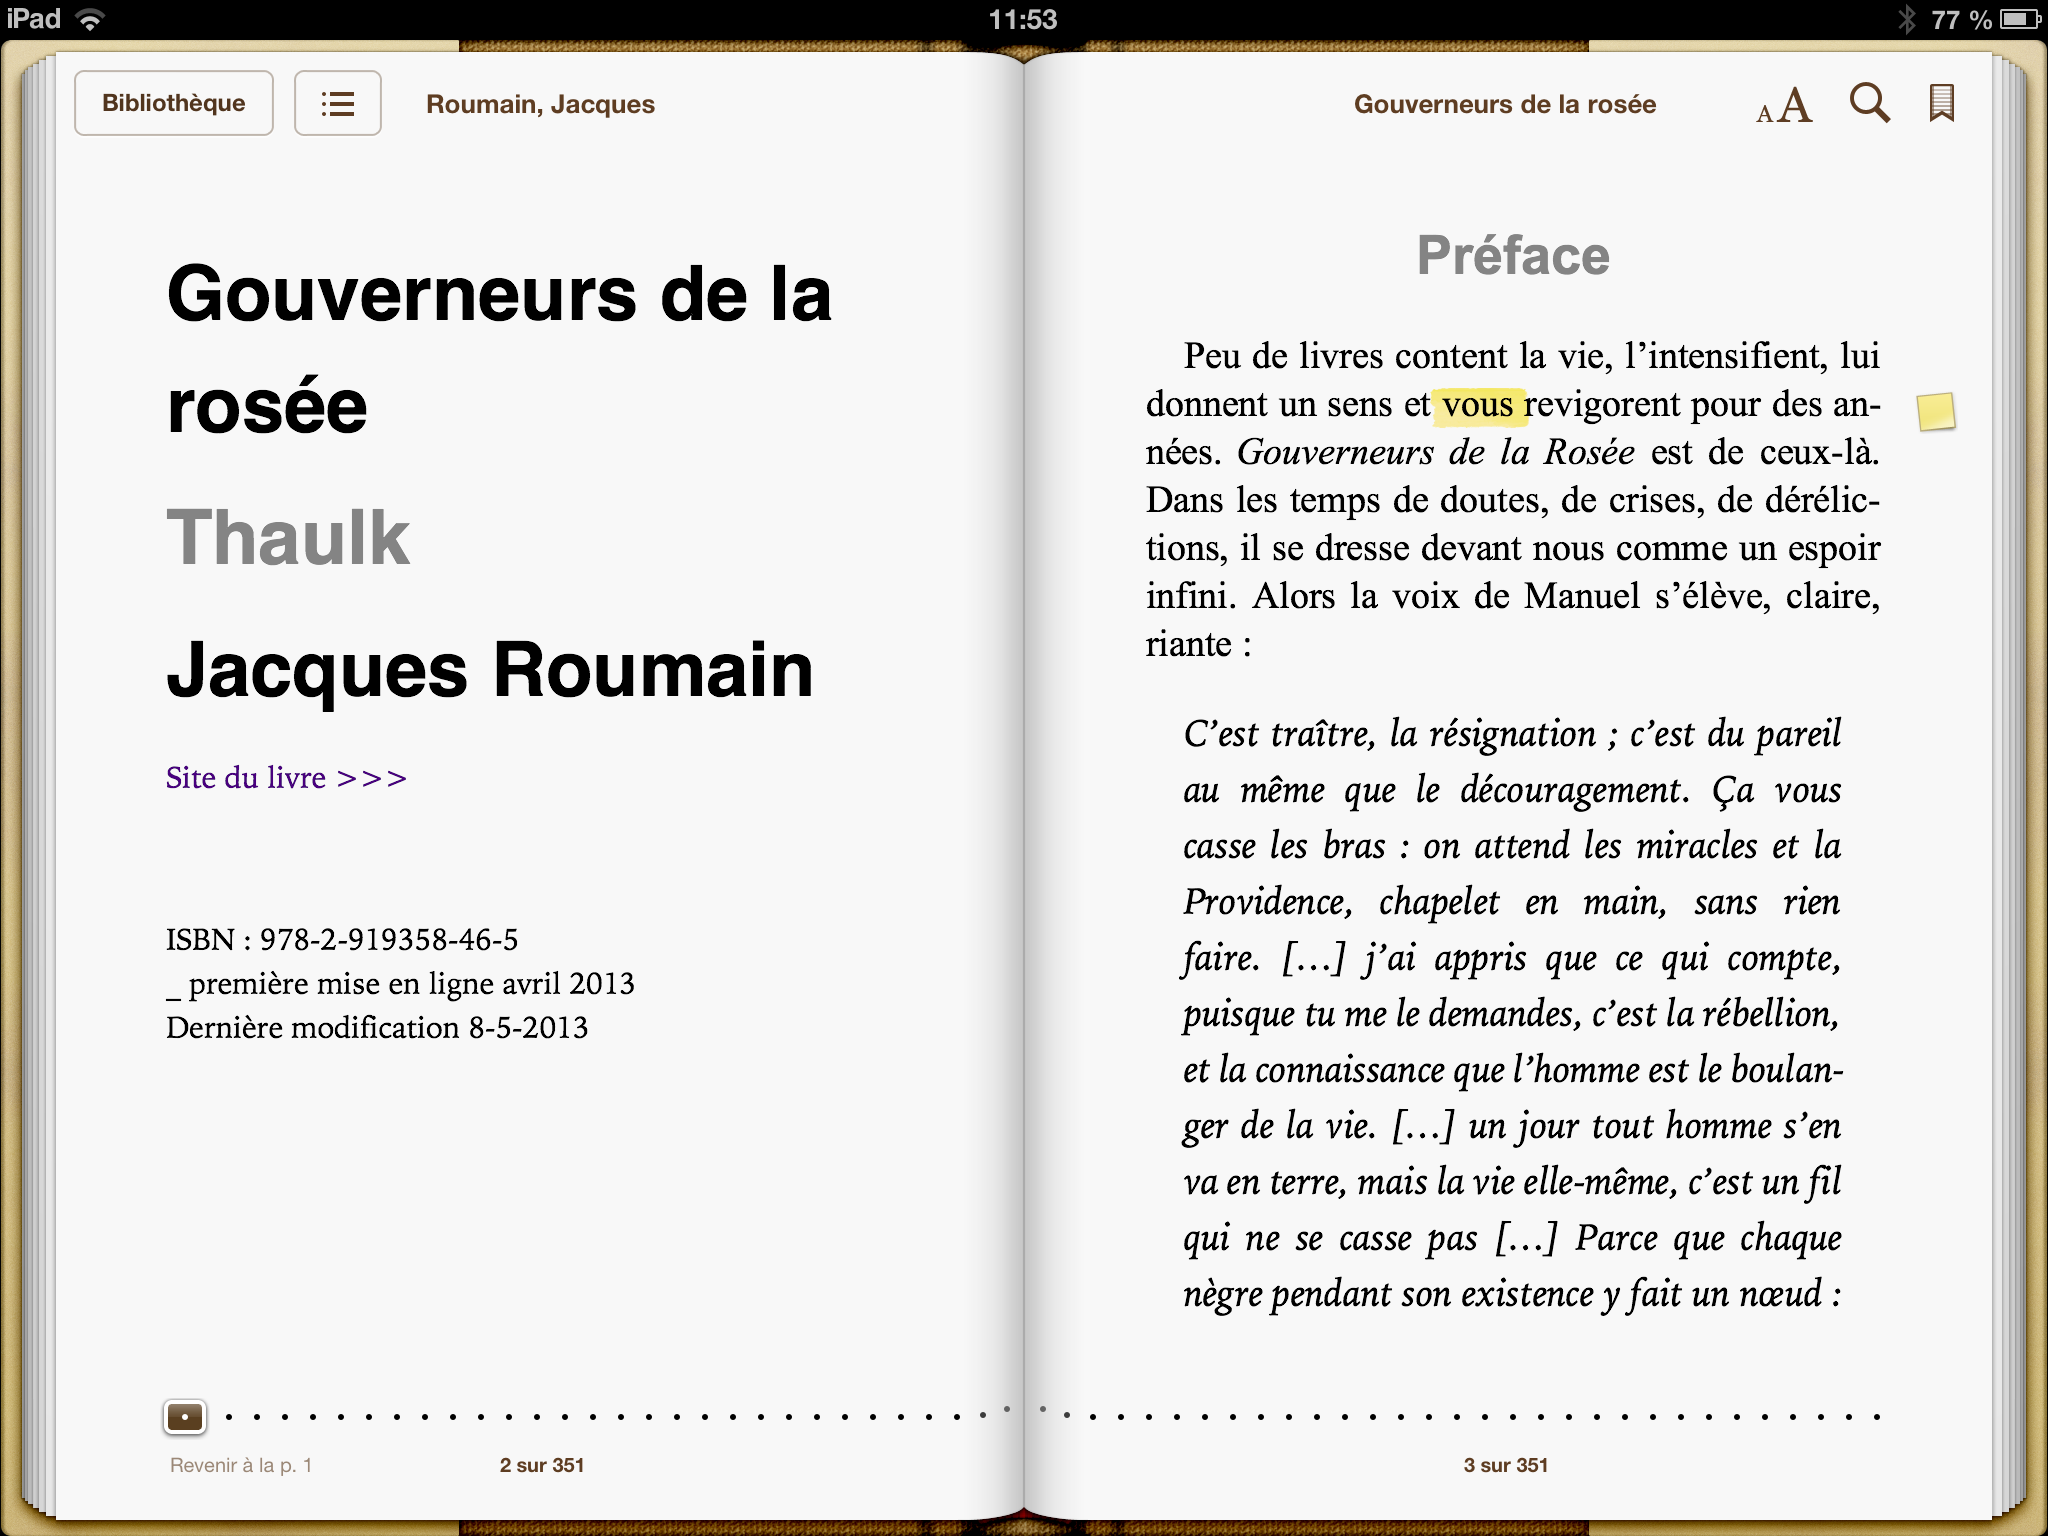 iPad
11:53
77 %
Bibliothèque
Roumain, Jacques
Gouverneurs de la
rosée
Thaulk
Jacques Roumain
Site du livre >>>
ISBN : 978-2-919358-46-5
_ première mise en ligne avril 2013
Dernière modification 8-5-2013
Revenir à la p. 1
2 sur 351
Gouverneurs de la rosée
AA
Préface
Peu de livres content la vie, l’intensifient, lui
donnent un sens et vous revigorent pour des an-
nées. Gouverneurs de la Rosée est de ceux-là.
Dans les temps de doutes, de crises, de dérélic-
tions, il se dresse devant nous comme un espoir
infini. Alors la voix de Manuel s’élève, claire,
riante :
C’est traître, la résignation ; c’est du pareil
au même que le découragement. Ça vous
casse les bras : on attend les miracles et la
Providence, chapelet en main, sans rien
faire. […] j’ai appris que ce qui compte,
puisque tu me le demandes, c’est la rébellion,
et la connaissance que l’homme est le boulan-
ger de la vie. […] un jour tout homme s’en
va en terre, mais la vie elle-même, c’est un fil
qui ne se casse pas […] Parce que chaque
nègre pendant son existence y fait un nœud :
3 sur 351